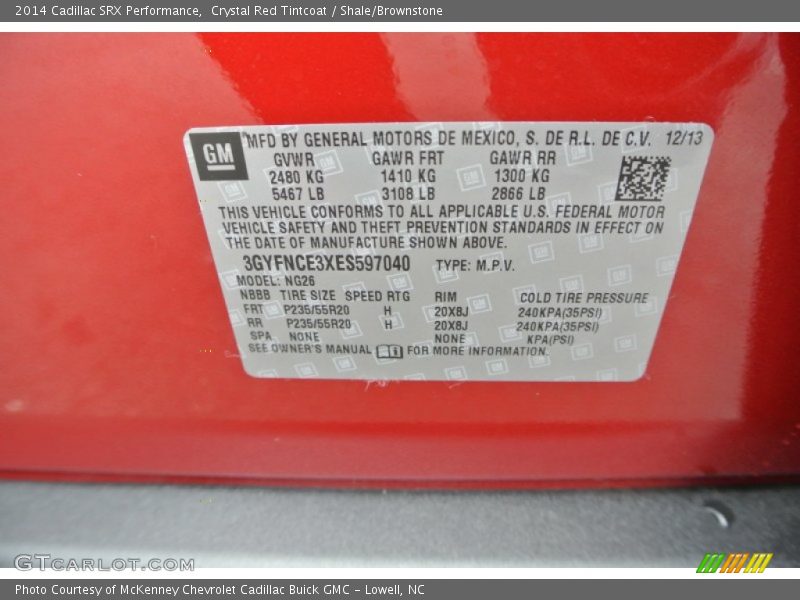 2014 Cadillac SRX Performance, Crystal Red Tintcoat / Shale/Brownstone
GM MFD BY GENERAL MOTORS DE MEXICO, S. DE R.L. DE C.V. 12/13
GVWR GAWR FRT GAWR RR
2480 KG 1410 KG 1300 KG
5467 LB 3108 LB 2866 LB
THIS VEHICLE CONFORMS TO ALL APPLICABLE U.S. FEDERAL MOTOR
VEHICLE SAFETY AND THEFT PREVENTION STANDARDS IN EFFECT ON
THE DATE OF MANUFACTURE SHOWN ABOVE.
3GYFNCE3XES597040 TYPE: M.P.V.
MODEL: NG26
NBBB TIRE SIZE SPEED RTG RIM COLD TIRE PRESSURE
FRT P235/55R20 H 20X8J 240KPA(35PSI)
RR P235/55R20 H 20X8J 240KPA(35PSI)
SPA NONE NONE KPA(PSI)
SEE OWNER'S MANUAL FOR MORE INFORMATION.
GTCARLOT.COM
Photo Courtesy of McKenney Chevrolet Cadillac Buick GMC - Lowell, NC